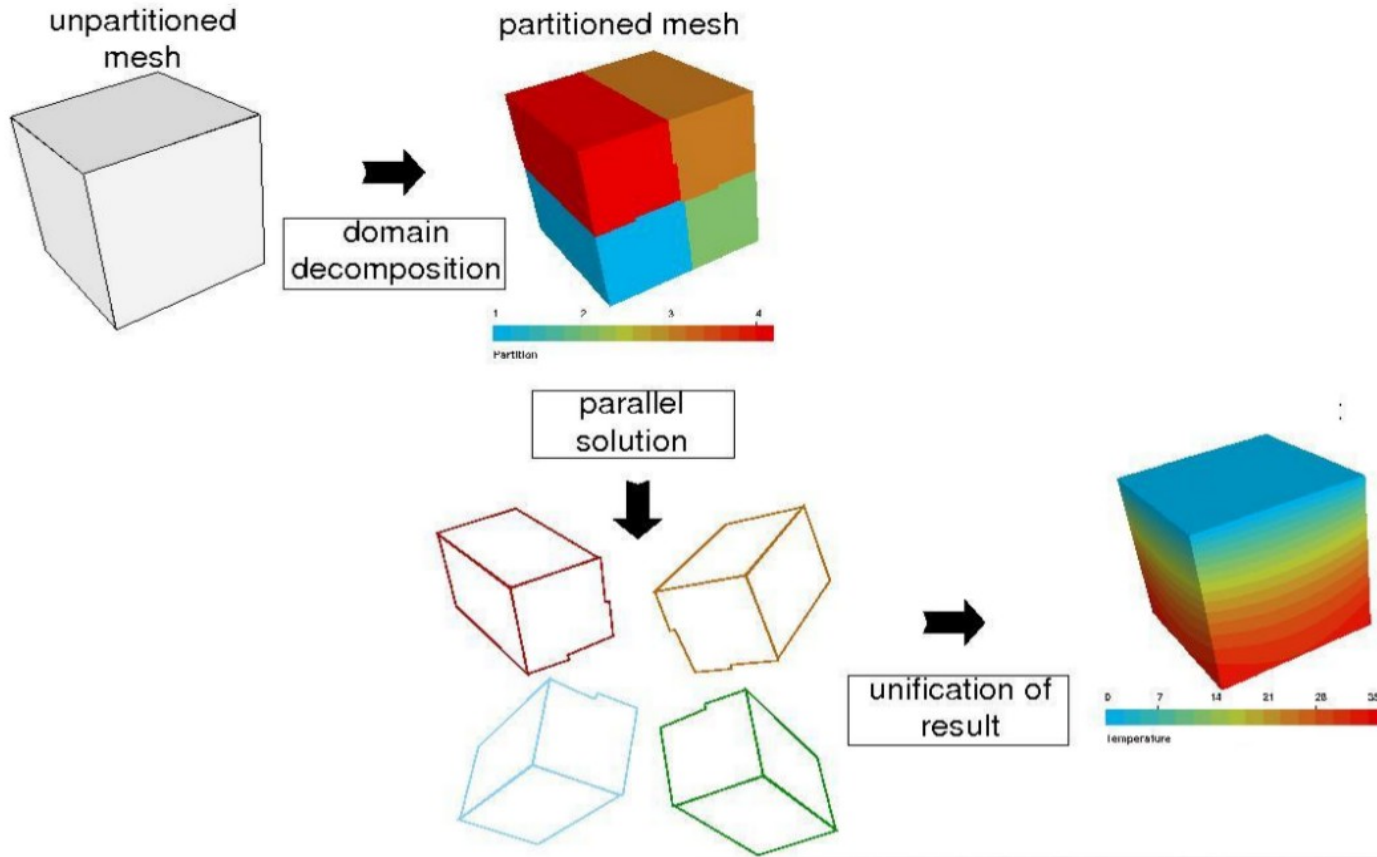 unpartitioned
mesh
partitioned mesh
domain
decomposition
1 2 3 4
Partition
parallel
solution
:
unification of
result
0 7 14 21 28 35
Temperature